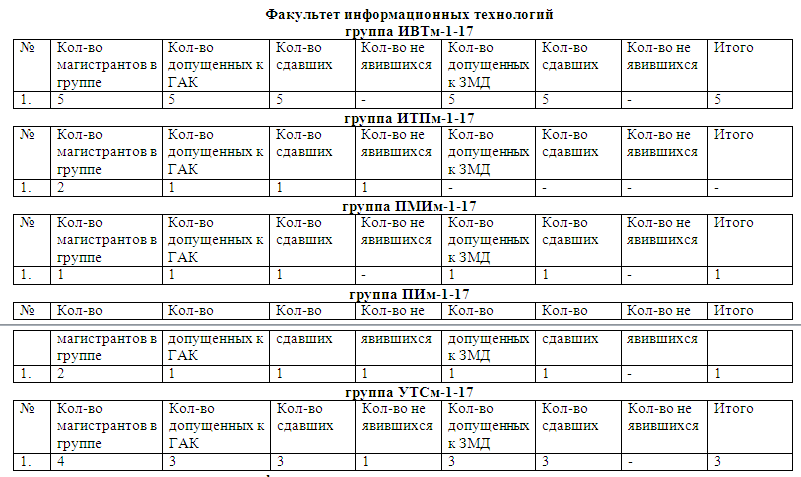 Факультет информационных технологий
группа ИВТм-1-17
№ Кол-во магистрантов в группе Кол-во допущенных к ГАК Кол-во сдавших Кол-во не явившихся Кол-во допущенных к ЗМД Кол-во сдавших Кол-во не явившихся Итого
1. 5 5 5 - 5 5 - 5
группа ИТПм-1-17
№ Кол-во магистрантов в группе Кол-во допущенных к ГАК Кол-во сдавших Кол-во не явившихся Кол-во допущенных к ЗМД Кол-во сдавших Кол-во не явившихся Итого
1. 2 1 1 1 - - - -
группа ПМИм-1-17
№ Кол-во магистрантов в группе Кол-во допущенных к ГАК Кол-во сдавших Кол-во не явившихся Кол-во допущенных к ЗМД Кол-во сдавших Кол-во не явившихся Итого
1. 1 1 1 - 1 1 - 1
группа ПИм-1-17
№ Кол-во Кол-во Кол-во Кол-во не Кол-во Кол-во Кол-во не Итого
магистрантов в группе допущенных к ГАК сдавших явившихся допущенных к ЗМД сдавших явившихся
1. 2 1 1 1 1 1 - 1
группа УТСм-1-17
№ Кол-во магистрантов в группе Кол-во допущенных к ГАК Кол-во сдавших Кол-во не явившихся Кол-во допущенных к ЗМД Кол-во сдавших Кол-во не явившихся Итого
1. 4 3 3 1 3 3 - 3